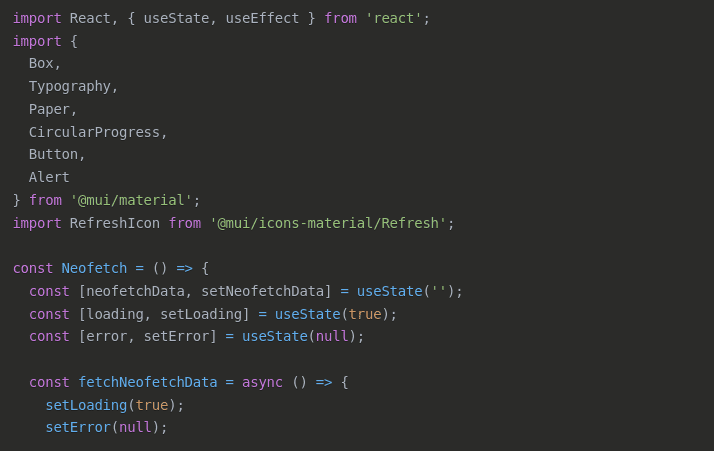 import React, { useState, useEffect } from 'react';
import {
  Box,
  Typography,
  Paper,
  CircularProgress,
  Button,
  Alert
} from '@mui/material';
import RefreshIcon from '@mui/icons-material/Refresh';

const Neofetch = () => {
  const [neofetchData, setNeofetchData] = useState('');
  const [loading, setLoading] = useState(true);
  const [error, setError] = useState(null);

  const fetchNeofetchData = async () => {
    setLoading(true);
    setError(null);